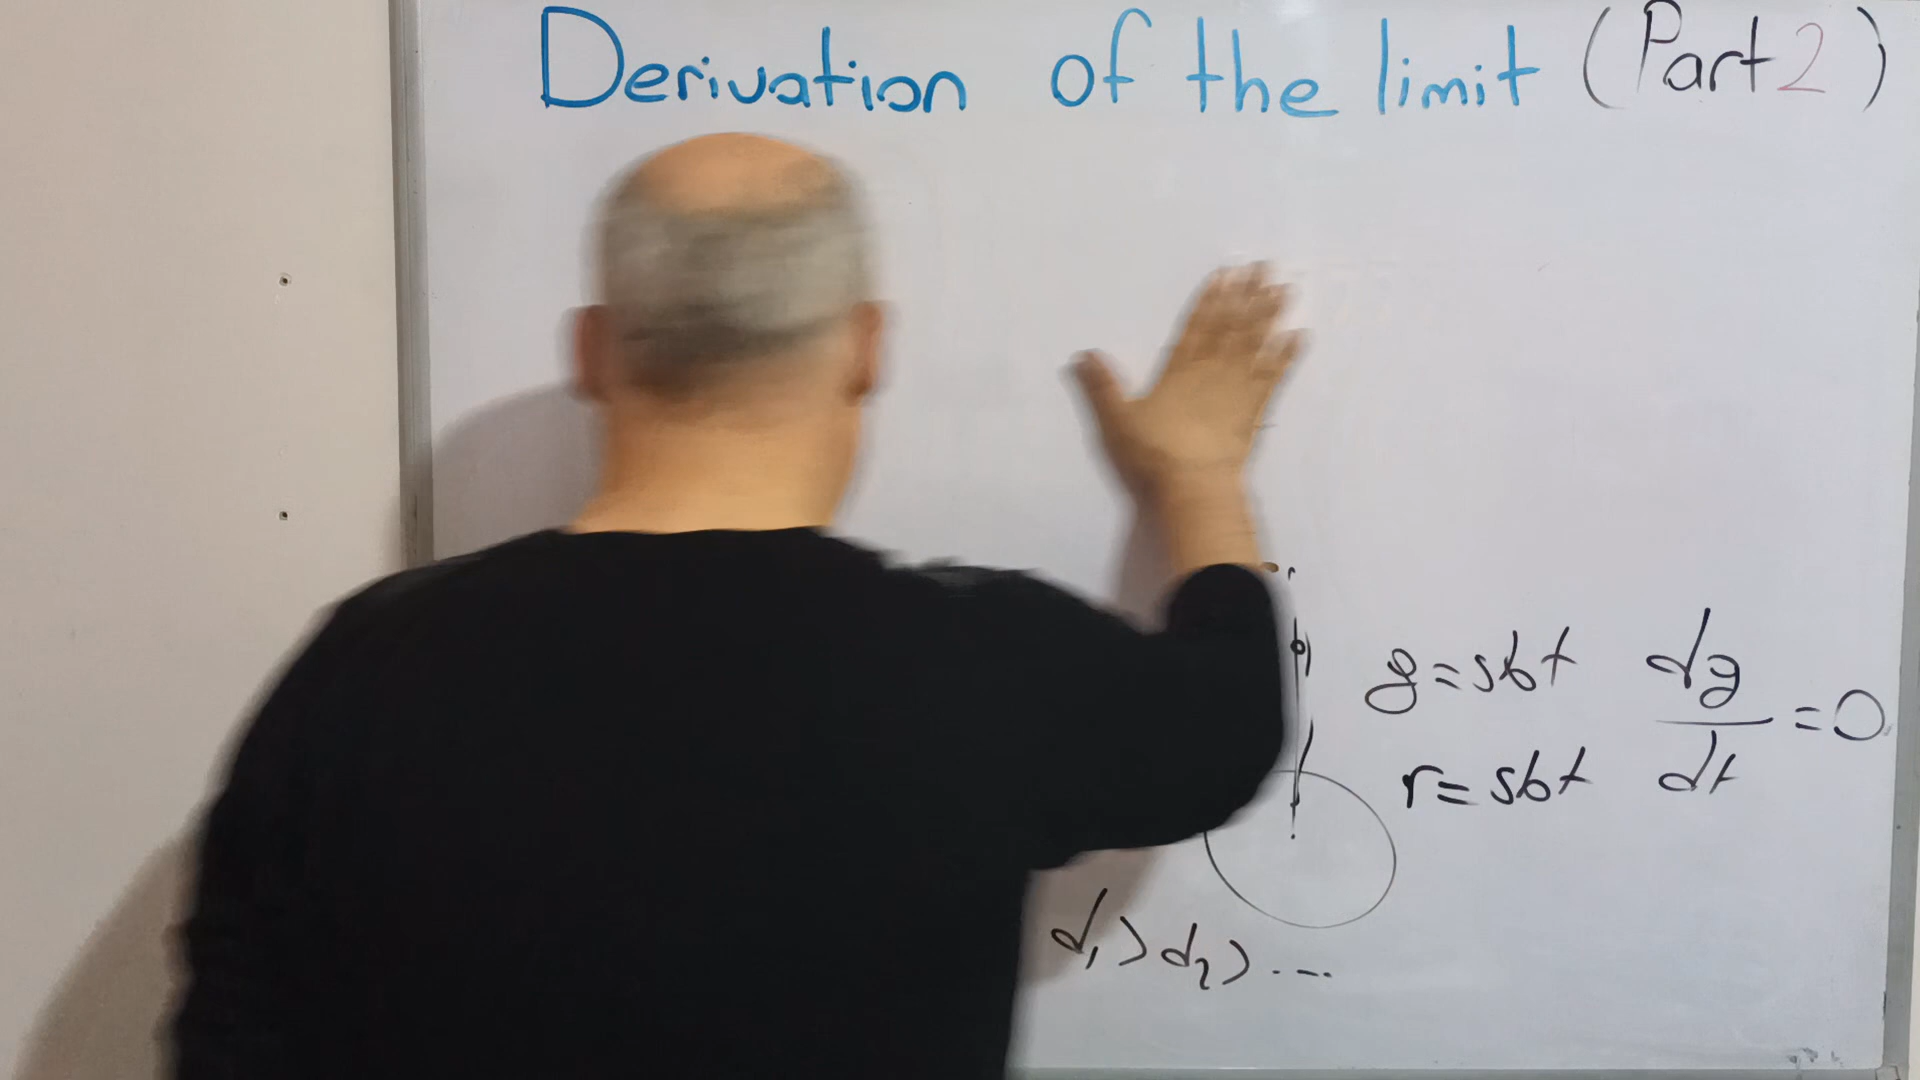 Derivation of the limit (Part 2)
g = sbt dg/dt = 0
r = sbt
d₁ > d₂ > ...